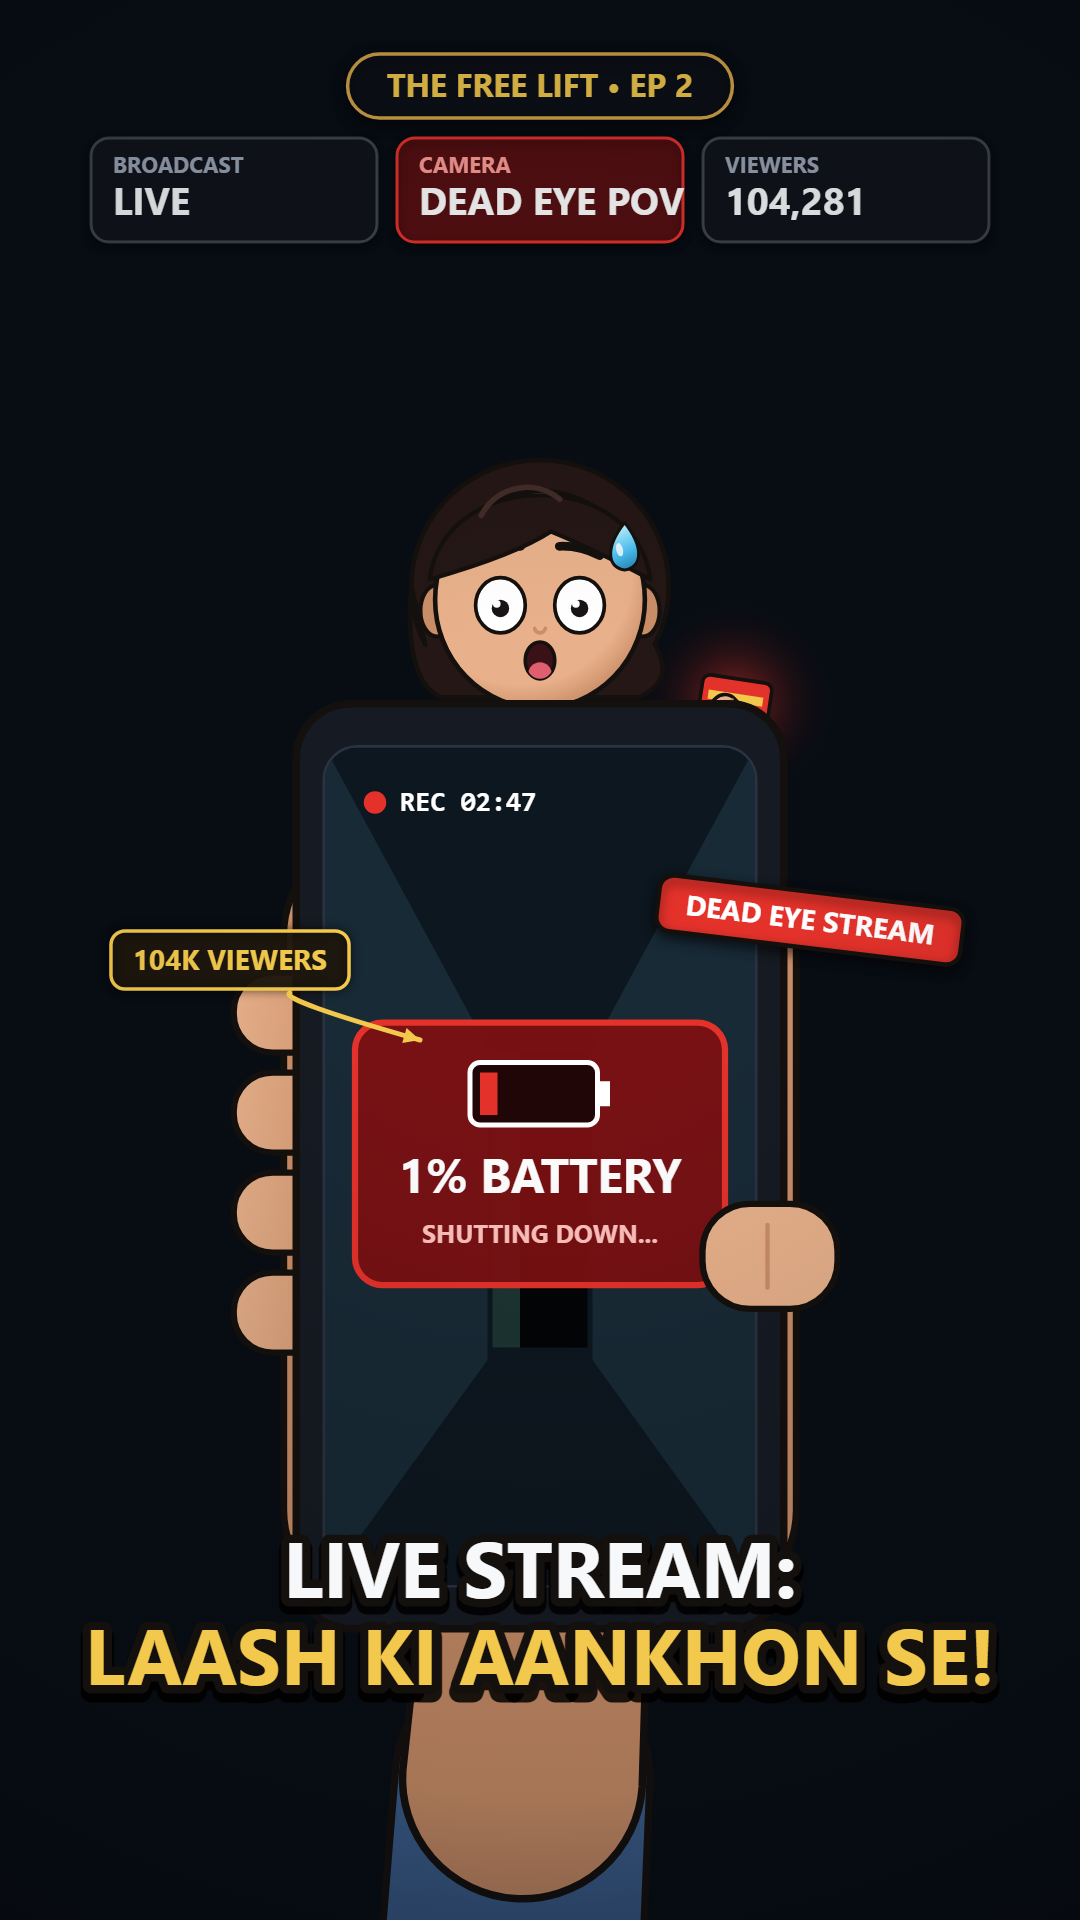 THE FREE LIFT • EP 2
BROADCAST
LIVE
CAMERA
DEAD EYE POV
VIEWERS
104,281
REC 02:47
DEAD EYE STREAM
104K VIEWERS
1% BATTERY
SHUTTING DOWN...
LIVE STREAM:
LAASH KI AANKHON SE!